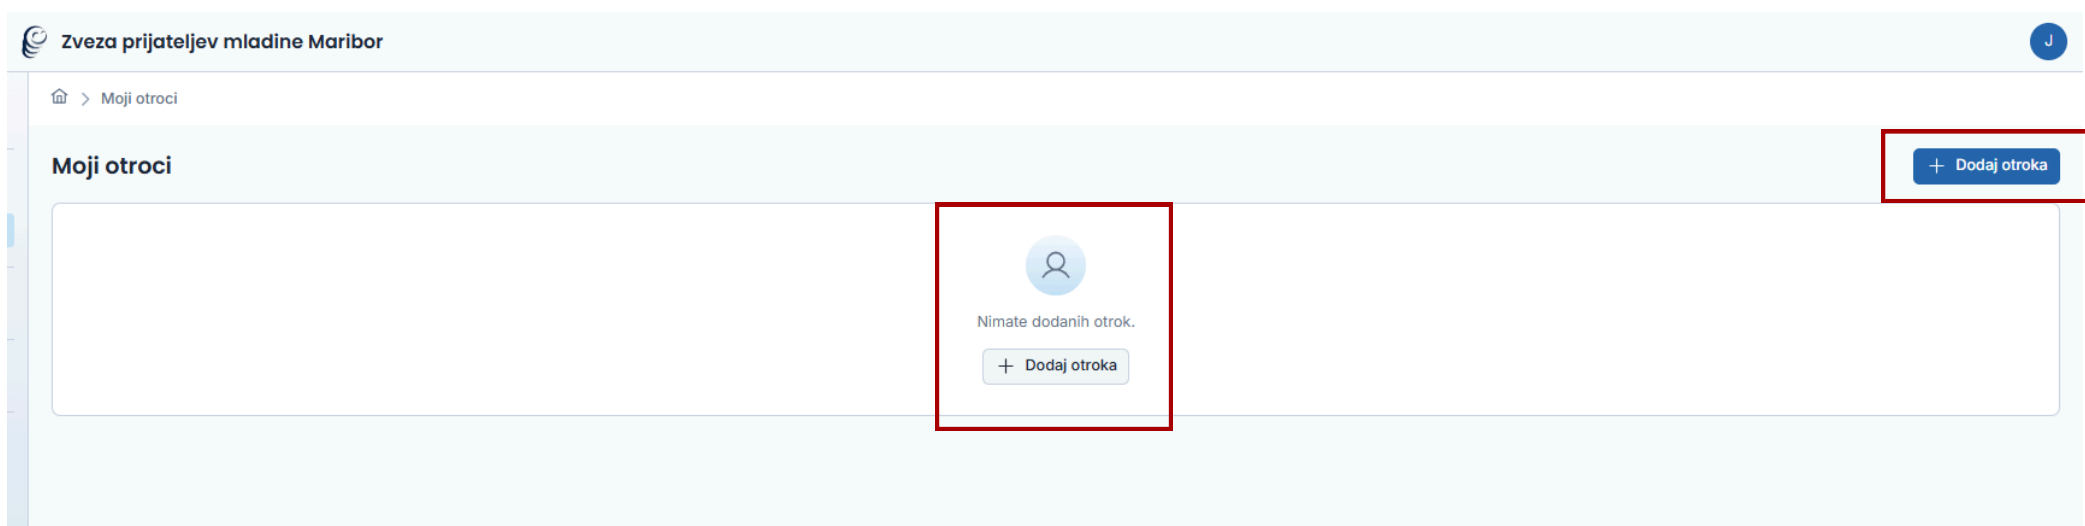 Zveza prijateljev mladine Maribor
J
Moji otroci
Moji otroci
Dodaj otroka
Nimate dodanih otrok.
Dodaj otroka